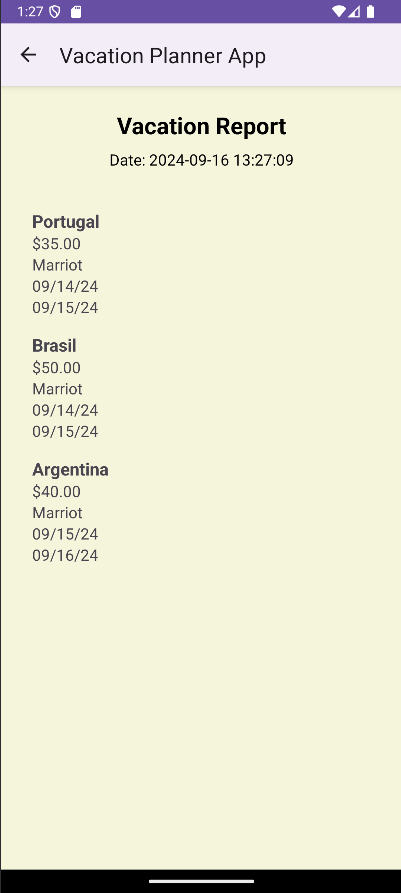 1:27
Vacation Planner App
Vacation Report
Date: 2024-09-16 13:27:09
Portugal
$35.00
Marriot
09/14/24
09/15/24
Brasil
$50.00
Marriot
09/14/24
09/15/24
Argentina
$40.00
Marriot
09/15/24
09/16/24